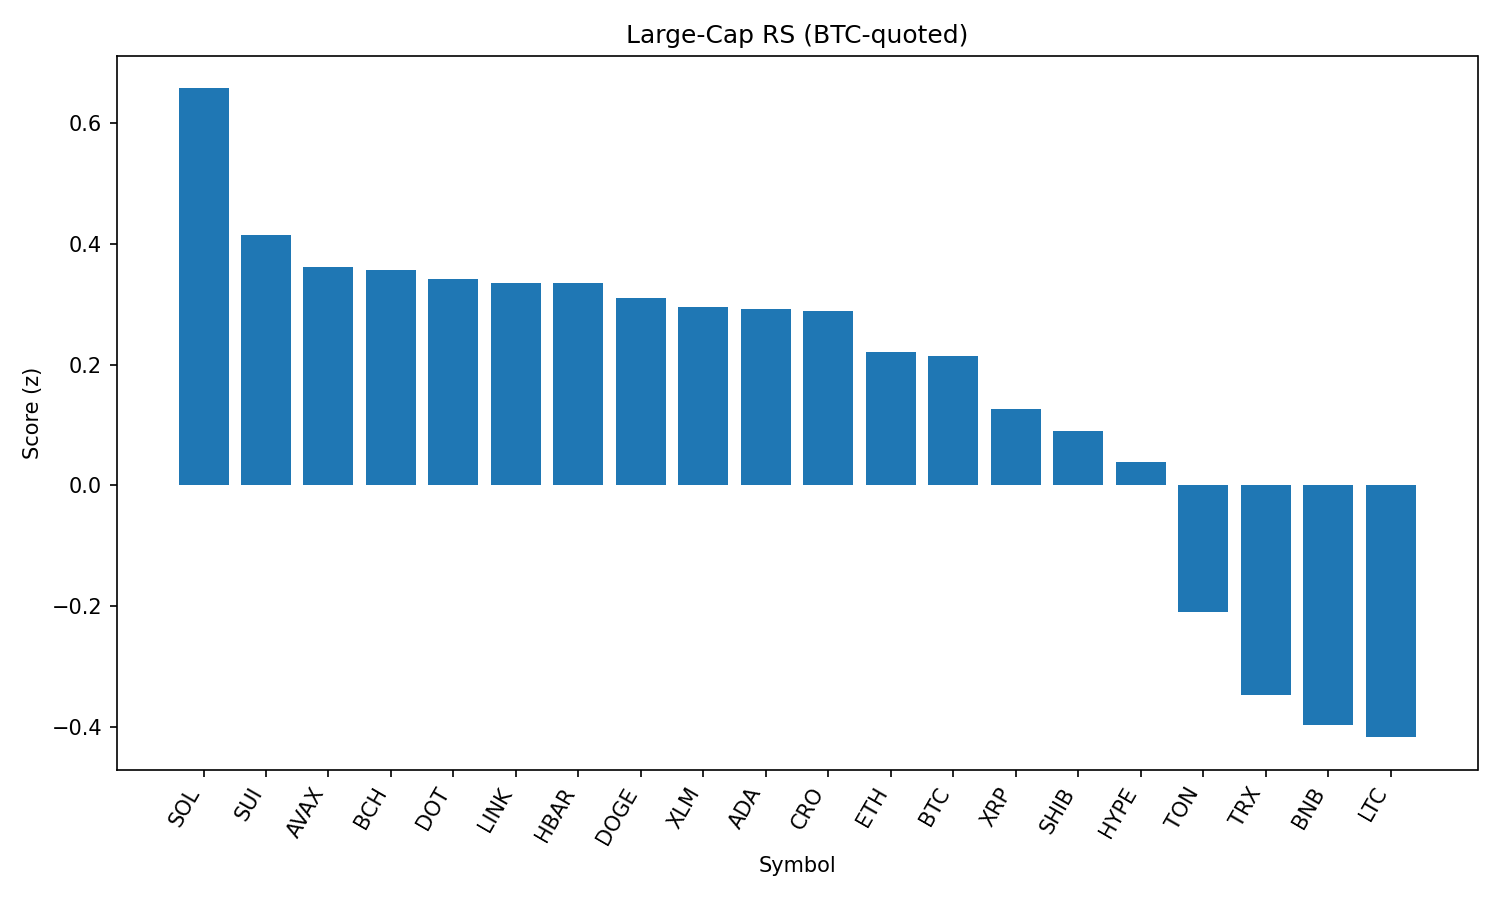 Large-Cap RS (BTC-quoted)
Score (z)
0.6
0.4
0.2
0.0
−0.2
−0.4
SOL
SUI
AVAX
BCH
DOT
LINK
HBAR
DOGE
XLM
ADA
CRO
ETH
BTC
XRP
SHIB
HYPE
TON
TRX
BNB
LTC
Symbol